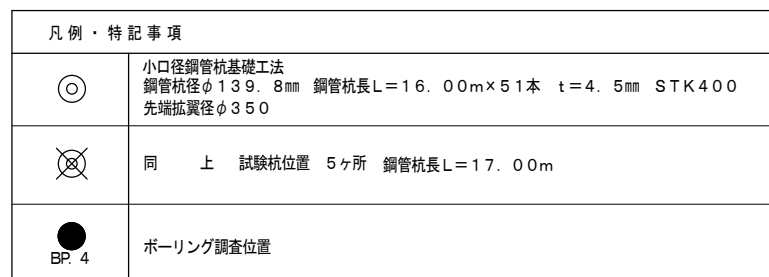 凡例・特記事項
小口径鋼管杭基礎工法
鋼管杭径φ139.8㎜ 鋼管杭長L=16.00m×51本 t=4.5㎜ STK400
先端拡翼径φ350
同 上 試験杭位置 5ヶ所 鋼管杭長L=17.00m
BP. 4
ボーリング調査位置